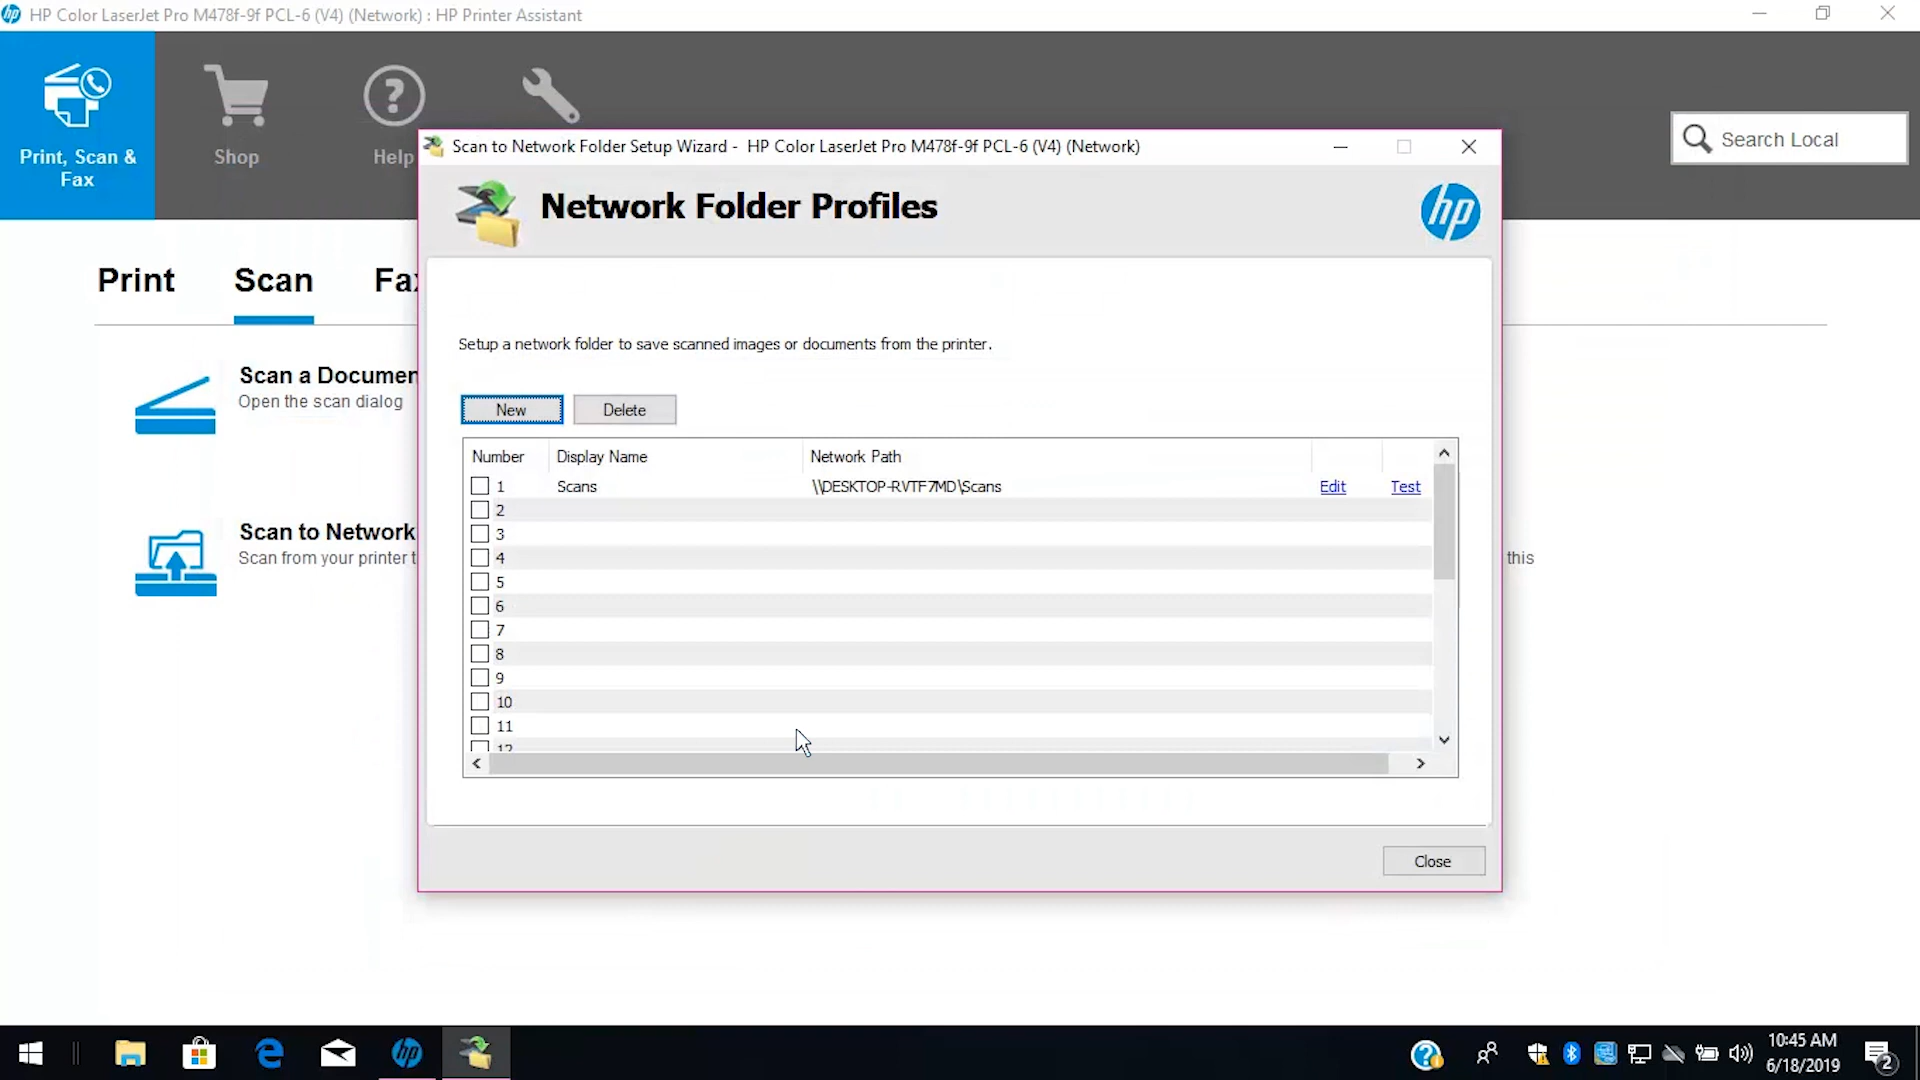 HP Color LaserJet Pro M478f-9f PCL-6 (V4) (Network) : HP Printer Assistant
Print, Scan &
Fax
Shop
Help
Search Local
Scan to Network Folder Setup Wizard - HP Color LaserJet Pro M478f-9f PCL-6 (V4) (Network)
Network Folder Profiles
hp
Print
Scan
Fax
Setup a network folder to save scanned images or documents from the printer.
Scan a Documen
Open the scan dialog
New
Delete
Number
Display Name
Network Path
1
Scans
\\DESKTOP-RVTF7MD\Scans
Edit
Test
2
3
4
5
6
7
8
9
10
11
12
Scan to Network
Scan from your printer t
this
Close
10:45 AM
6/18/2019
2